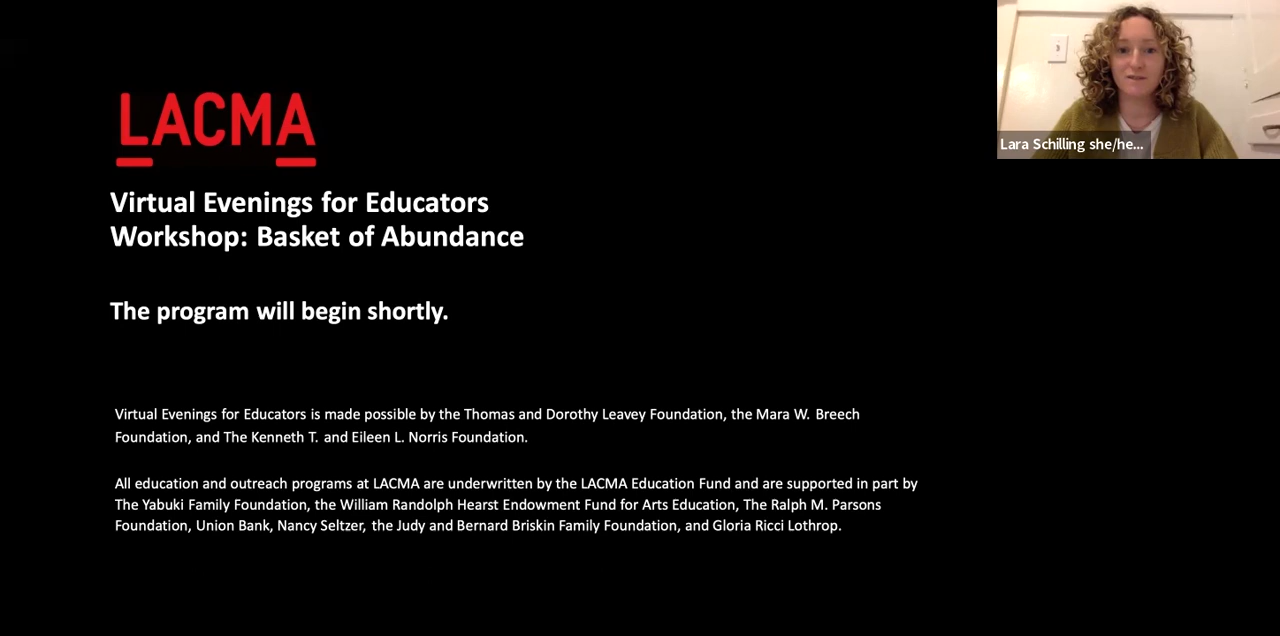 LACMA
Virtual Evenings for Educators
Workshop: Basket of Abundance
The program will begin shortly.
Virtual Evenings for Educators is made possible by the Thomas and Dorothy Leavey Foundation, the Mara W. Breech
Foundation, and The Kenneth T. and Eileen L. Norris Foundation.
All education and outreach programs at LACMA are underwritten by the LACMA Education Fund and are supported in part by
The Yabuki Family Foundation, the William Randolph Hearst Endowment Fund for Arts Education, The Ralph M. Parsons
Foundation, Union Bank, Nancy Seltzer, the Judy and Bernard Briskin Family Foundation, and Gloria Ricci Lothrop.
Lara Schilling she/he...